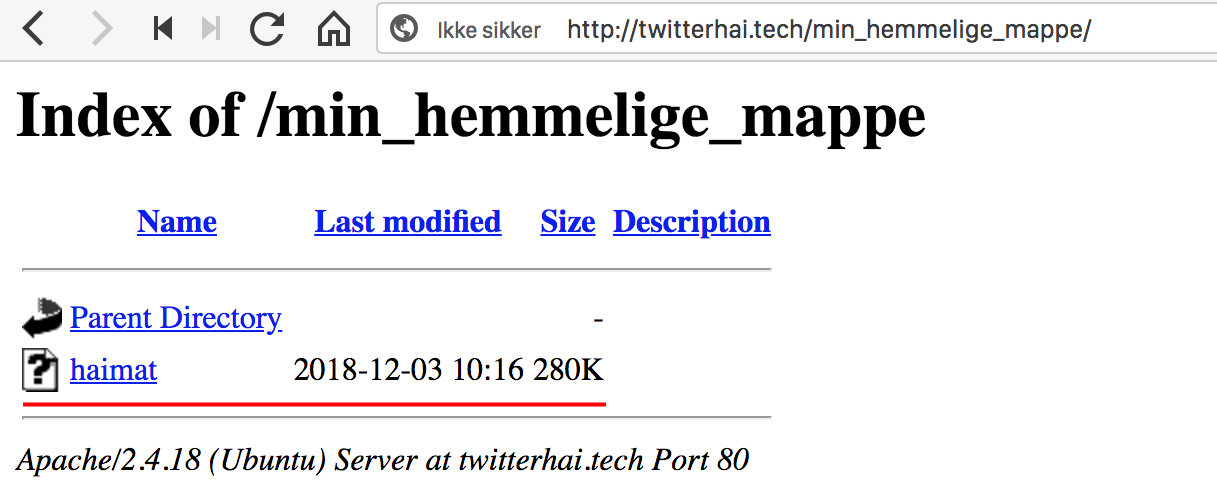 Ikke sikker http://twitterhai.tech/min_hemmelige_mappe/
Index of /min_hemmelige_mappe
Name Last modified Size Description
Parent Directory -
haimat 2018-12-03 10:16 280K
Apache/2.4.18 (Ubuntu) Server at twitterhai.tech Port 80